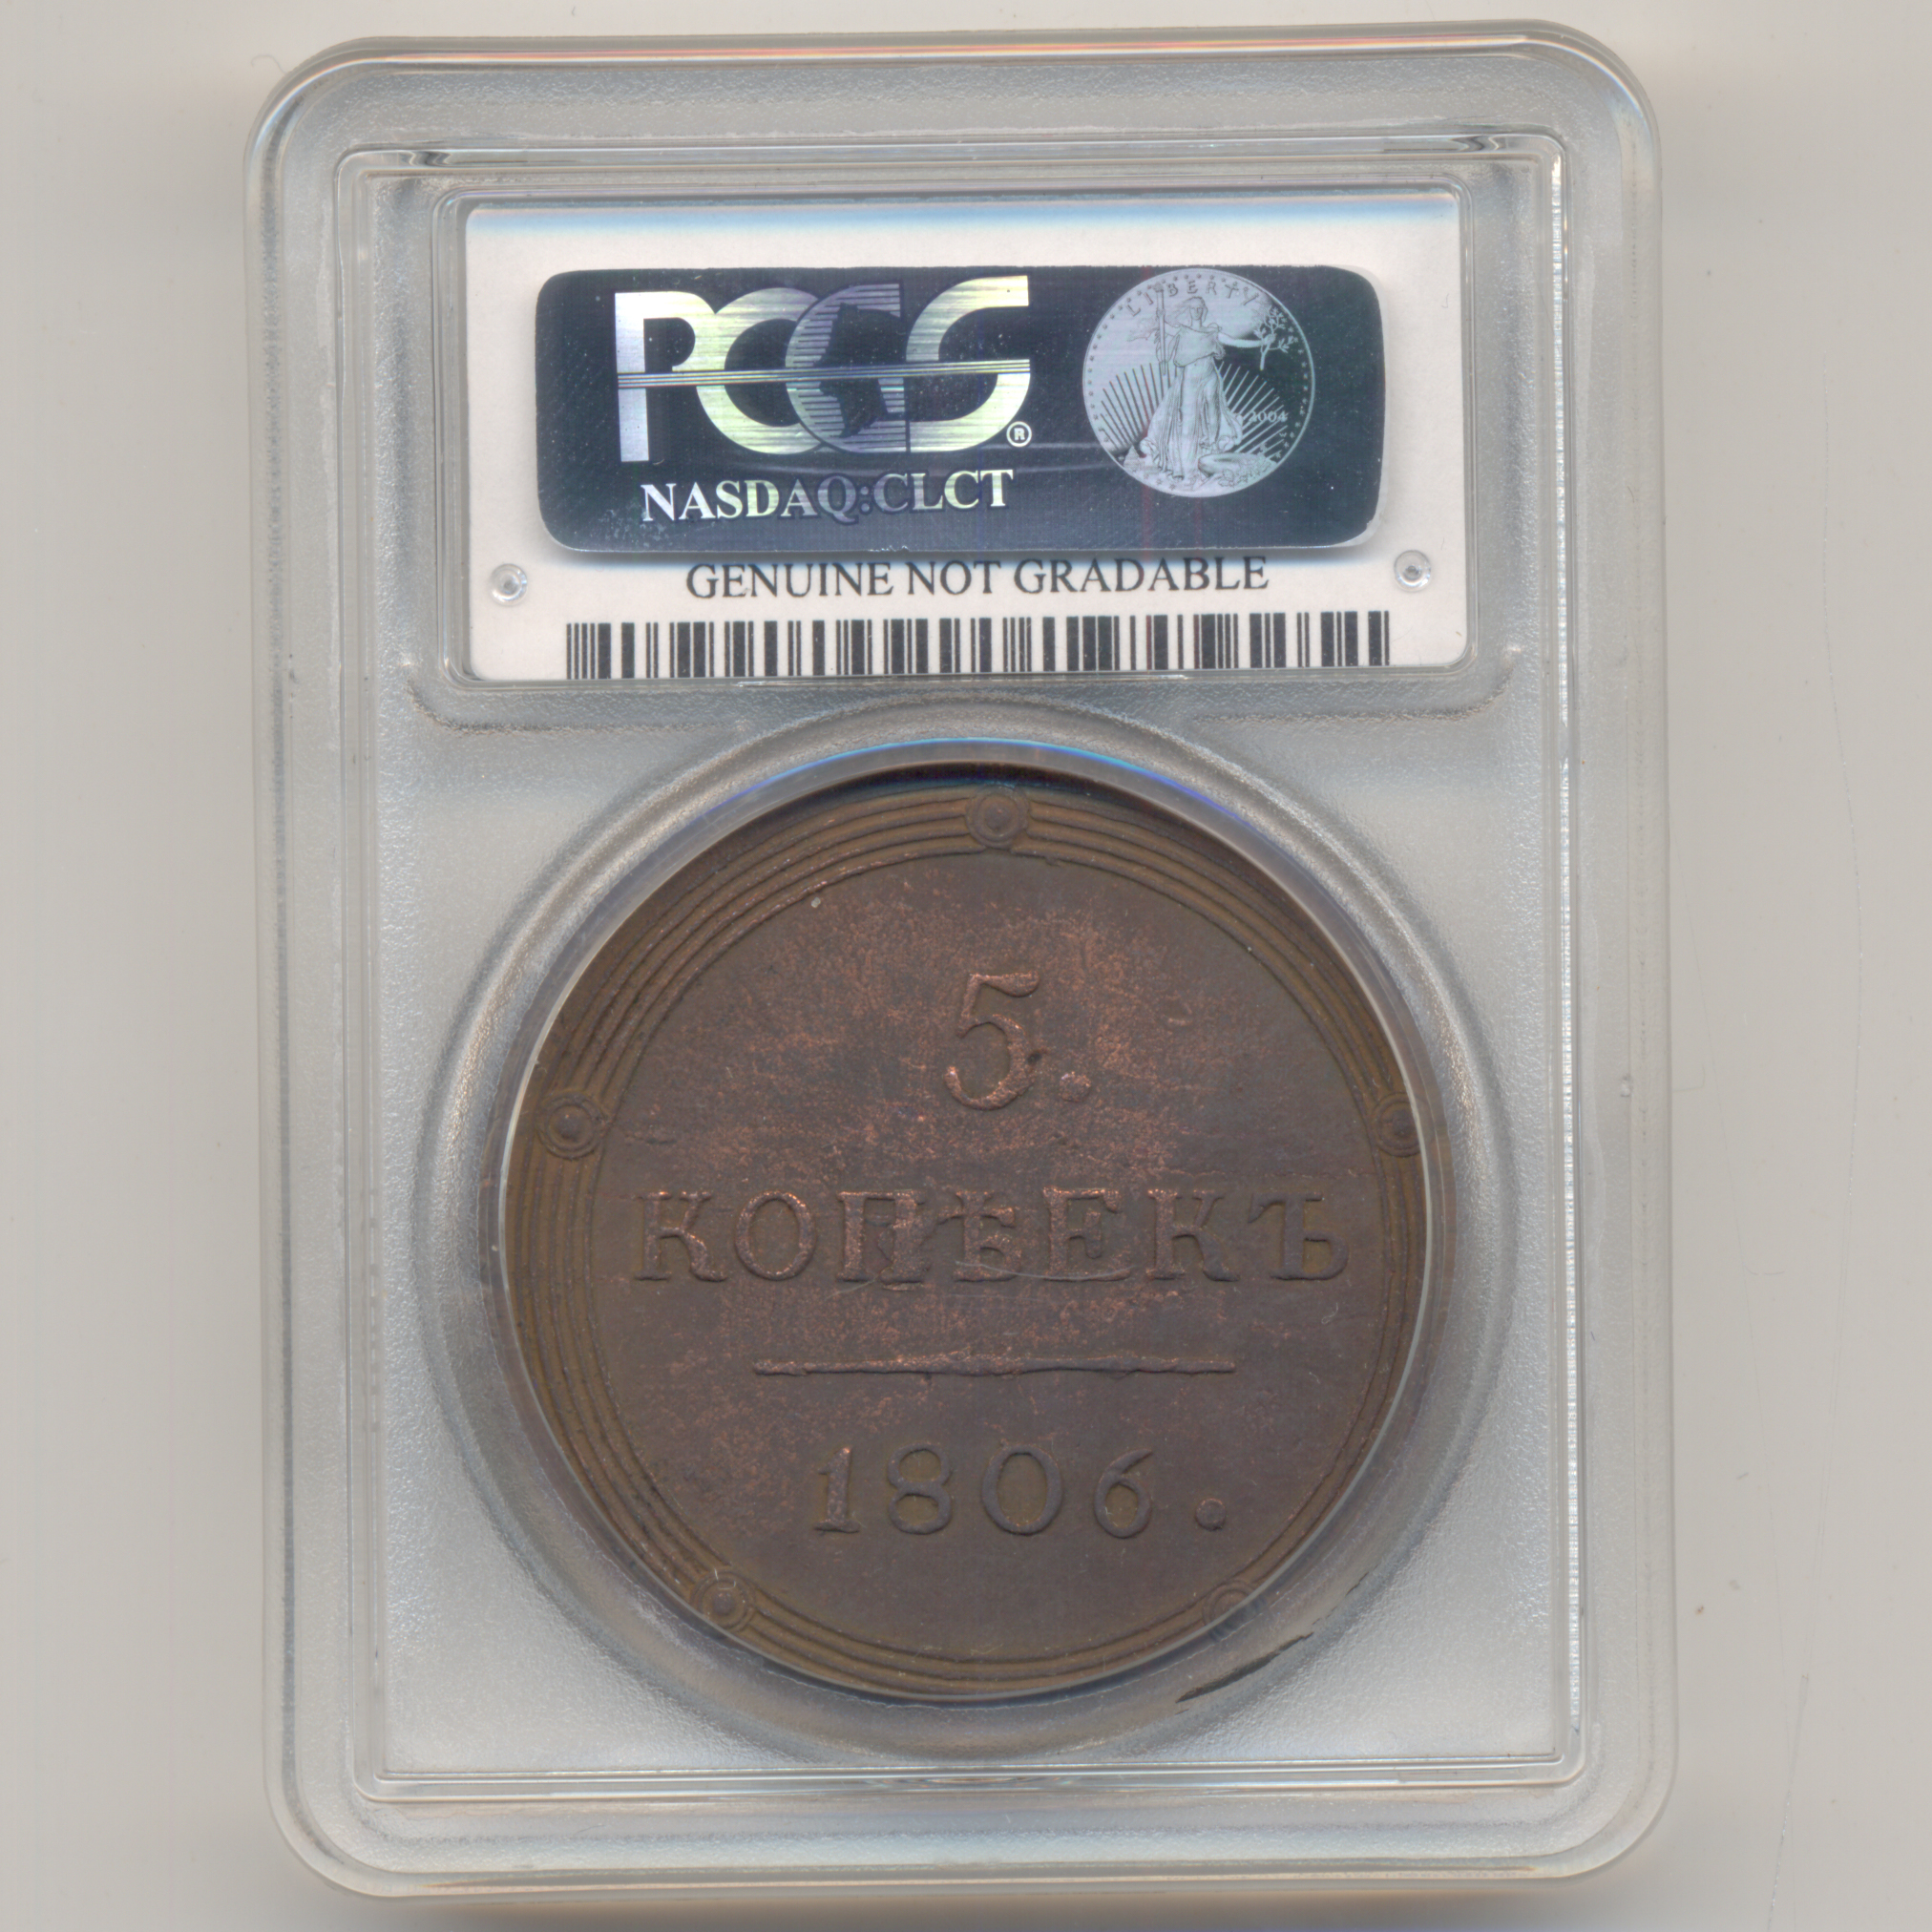 PCGS®
NASDAQ:CLCT
LIBERTY
2004
GENUINE NOT GRADABLE
5.
КОПѢЕКЪ
1806.